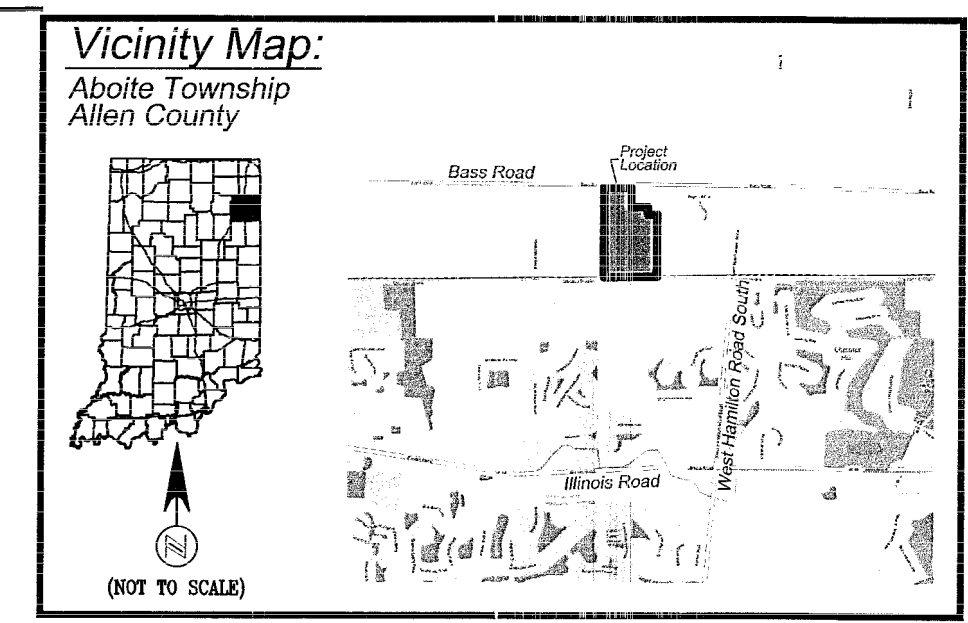 Vicinity Map:
Aboite Township
Allen County
Project
Location
Bass Road
West Hamilton Road South
Illinois Road
N
(NOT TO SCALE)